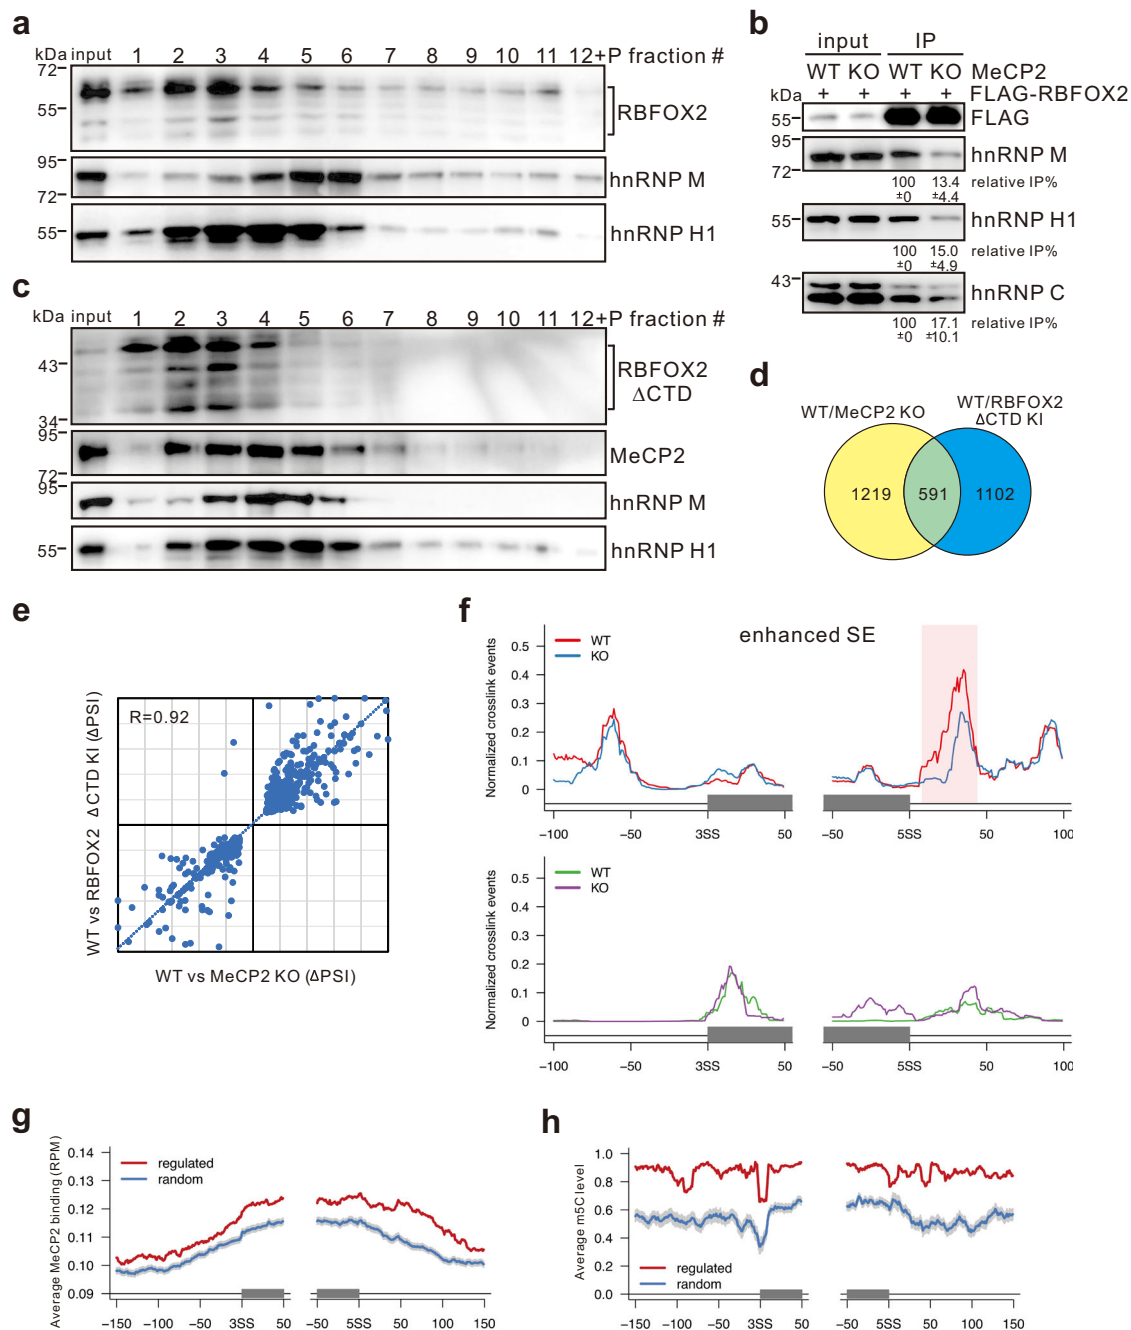 a
kDa input 1 2 3 4 5 6 7 8 9 10 11 12+P fraction #
72
55
RBFOX2
95
72
hnRNP M
55
hnRNP H1
b
input IP
WT KO WT KO MeCP2
+ + + + FLAG-RBFOX2
kDa
55
FLAG
95
72
hnRNP M
100 ±0 13.4 ±4.4 relative IP%
55
hnRNP H1
100 ±0 15.0 ±4.9 relative IP%
43
hnRNP C
100 ±0 17.1 ±10.1 relative IP%
c
kDa input 1 2 3 4 5 6 7 8 9 10 11 12+P fraction #
43
34
RBFOX2
ΔCTD
95
72
MeCP2
95
hnRNP M
55
hnRNP H1
d
WT/MeCP2 KO
WT/RBFOX2
ΔCTD KI
1219 591 1102
e
R=0.92
WT vs RBFOX2 ΔCTD KI (ΔPSI)
WT vs MeCP2 KO (ΔPSI)
f
enhanced SE
Normalized crosslink events
0.5
0.4
0.3
0.2
0.1
0
WT
KO
−100 −50 3SS 50 −50 5SS 50 100
Normalized crosslink events
0.5
0.4
0.3
0.2
0.1
0
WT
KO
−100 −50 3SS 50 −50 5SS 50 100
g
Average MeCP2 binding (RPM)
0.14
0.13
0.12
0.11
0.10
0.09
regulated
random
−150 −100 −50 3SS 50 −50 5SS 50 100 150
h
Average m5C level
1.0
0.8
0.6
0.4
0.2
0.0
regulated
random
−150 −100 −50 3SS 50 −50 5SS 50 100 150